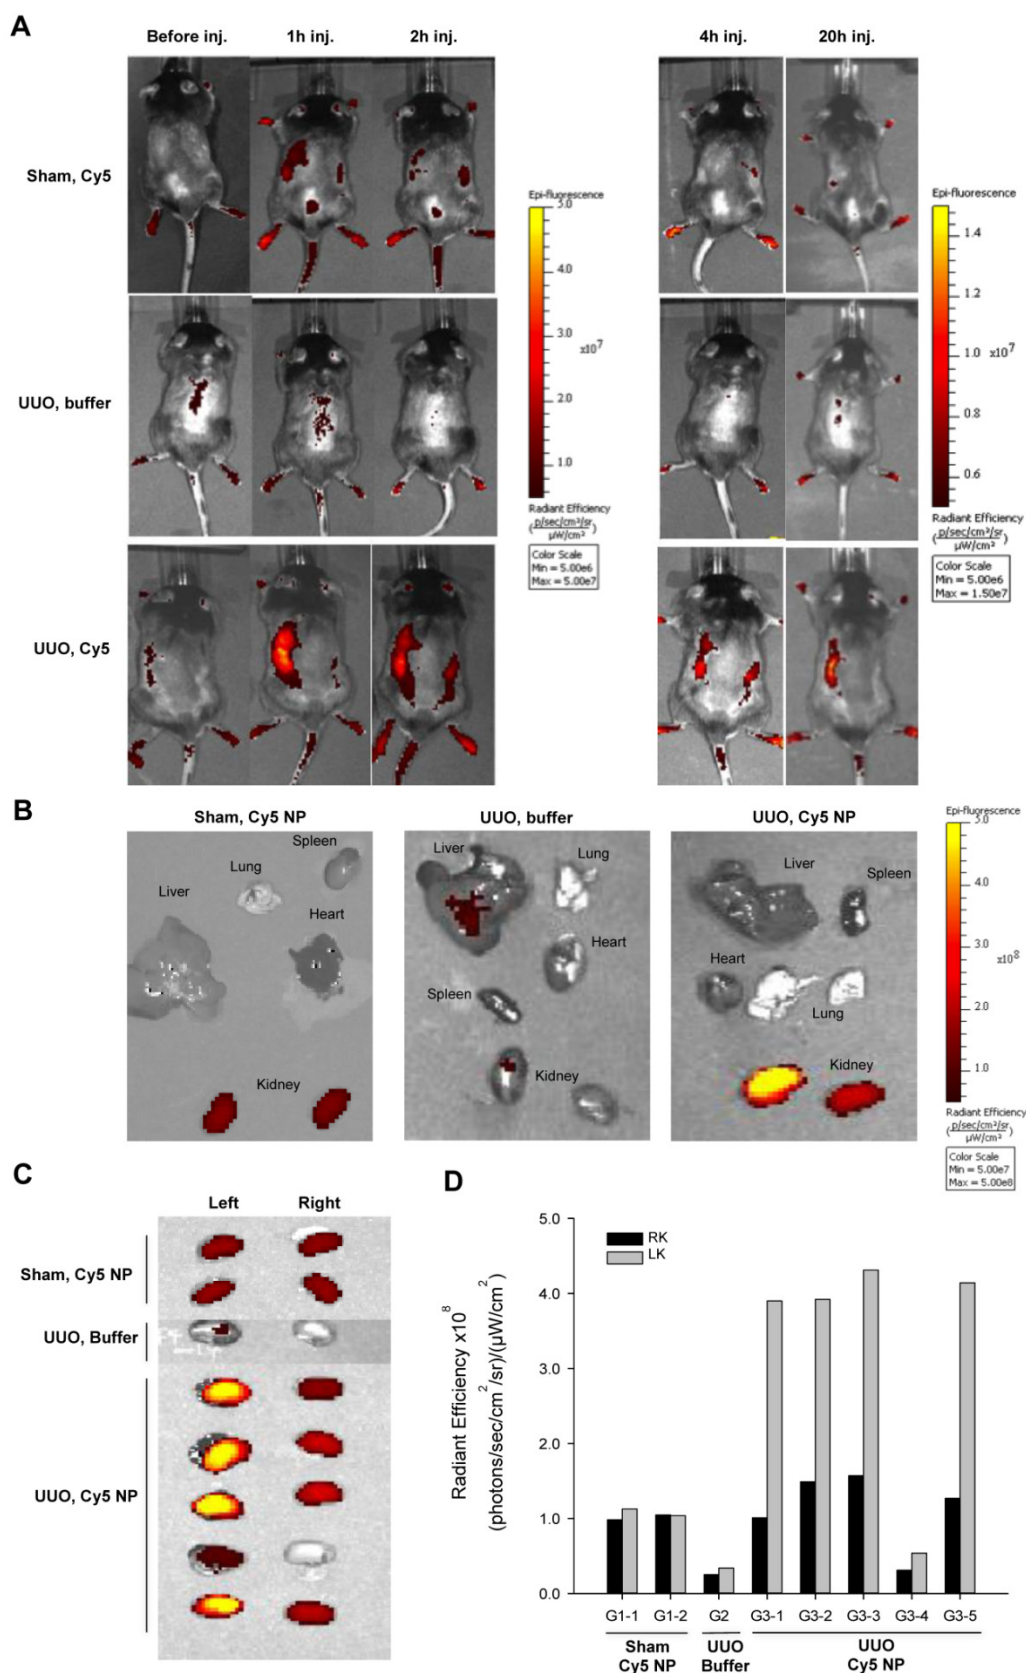 A
Before inj.
1h inj.
2h inj.
4h inj.
20h inj.
Sham, Cy5
UUO, buffer
UUO, Cy5
Epi-fluorescence
5.0
4.0
3.0
x10⁷
2.0
1.0
Radiant Efficiency
(p/sec/cm²/sr / µW/cm²)
Color Scale
Min = 5.00e6
Max = 5.00e7
Epi-fluorescence
1.4
1.2
1.0
x10⁷
0.8
0.6
Radiant Efficiency
(p/sec/cm²/sr / µW/cm²)
Color Scale
Min = 5.00e6
Max = 1.50e7
B
Sham, Cy5 NP
Spleen
Lung
Liver
Heart
Kidney
UUO, buffer
Liver
Lung
Heart
Spleen
Kidney
UUO, Cy5 NP
Liver
Spleen
Heart
Lung
Kidney
Epi-fluorescence
5.0
4.0
3.0
x10⁸
2.0
1.0
Radiant Efficiency
(p/sec/cm²/sr / µW/cm²)
Color Scale
Min = 5.00e7
Max = 5.00e8
C
Left
Right
Sham, Cy5 NP
UUO, Buffer
UUO, Cy5 NP
D
Radiant Efficiency x10⁸
(photons/sec/cm²/sr)/(µW/cm²)
5.0
4.0
3.0
2.0
1.0
0.0
RK
LK
G1-1
G1-2
G2
G3-1
G3-2
G3-3
G3-4
G3-5
Sham
Cy5 NP
UUO
Buffer
UUO
Cy5 NP